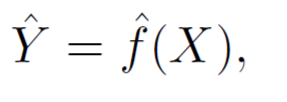 Ŷ = f̂(X),